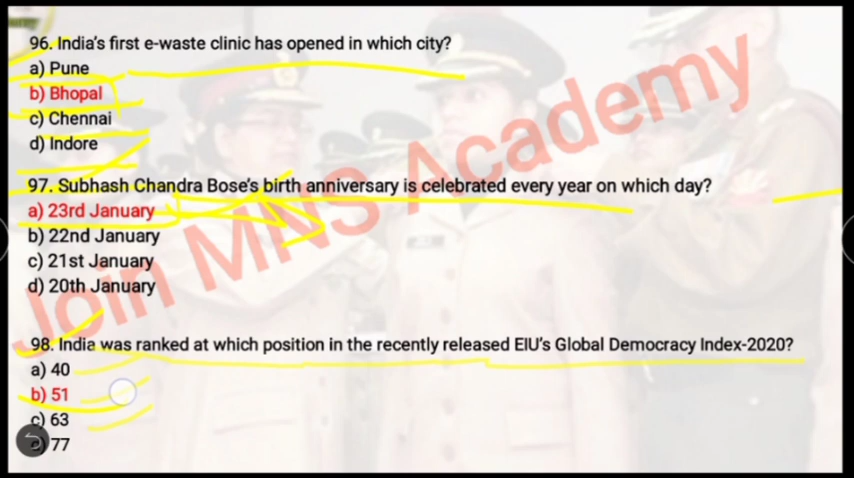 96. India's first e-waste clinic has opened in which city?
a) Pune
b) Bhopal
c) Chennai
d) Indore
97. Subhash Chandra Bose's birth anniversary is celebrated every year on which day?
a) 23rd January
b) 22nd January
c) 21st January
d) 20th January
Join MNS Academy
98. India was ranked at which position in the recently released EIU's Global Democracy Index-2020?
a) 40
b) 51
c) 63
77